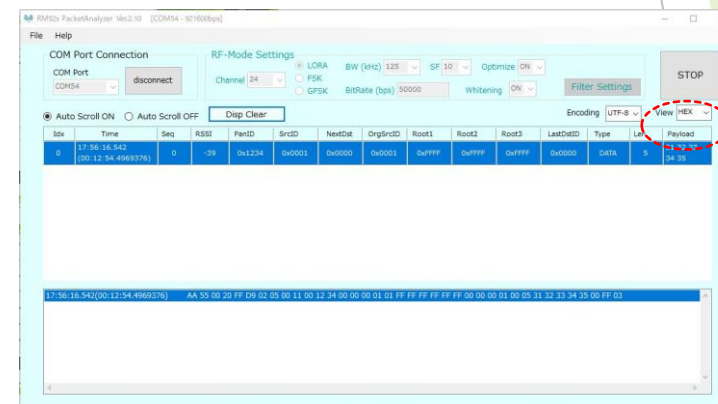 RM92x PacketAnalyzer Ver.2.10 [COM54 - 921600bps]
File Help
COM Port Connection
COM Port
COM54
disconnect
RF-Mode Settings
LORA
FSK
GFSK
Channel 24
BW (kHz) 125
SF 10
Optimize ON
BitRate (bps) 50000
Whitening ON
Filter Settings
STOP
Auto Scroll ON Auto Scroll OFF Disp Clear Encoding UTF-8 View HEX
Idx Time Seq RSSI PanID SrcID NextDst OrgSrcID Root1 Root2 Root3 LastDstID Type Len Payload
0 17:56:16.542 (00:12:54.4969376) 0 -39 0x1234 0x0001 0x0000 0x0001 0xFFFF 0xFFFF 0xFFFF 0x0000 DATA 5 31 32 33 34 35
17:56:16.542(00:12:54.4969376) AA 55 00 20 FF D9 02 05 00 11 00 12 34 00 00 00 01 01 FF FF FF FF FF FF 00 00 00 01 00 05 31 32 33 34 35 00 FF 03